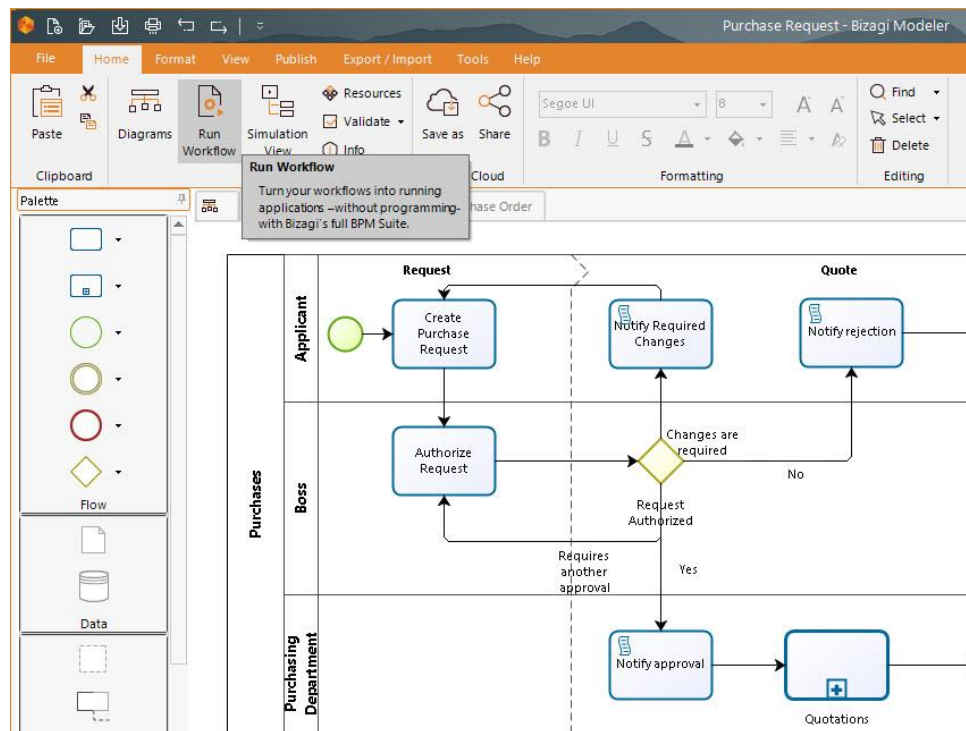 Purchase Request - Bizagi Modeler
File Home Format View Publish Export / Import Tools Help
Resources
Validate
Info
Paste
Diagrams
Run
Workflow
Simulation
View
Save as
Share
Segoe UI
8
A A
B I U S A
Find
Select
Delete
Clipboard
Cloud
Formatting
Editing
Run Workflow
Turn your workflows into running
applications –without programming-
with Bizagi's full BPM Suite.
Palette
Flow
Data
hase Order
Request
Quote
Purchases
Applicant
Create
Purchase
Request
Notify Required
Changes
Notify rejection
Boss
Authorize
Request
Changes are
required
No
Request
Authorized
Requires
another
approval
Yes
Purchasing
Department
Notify approval
Quotations